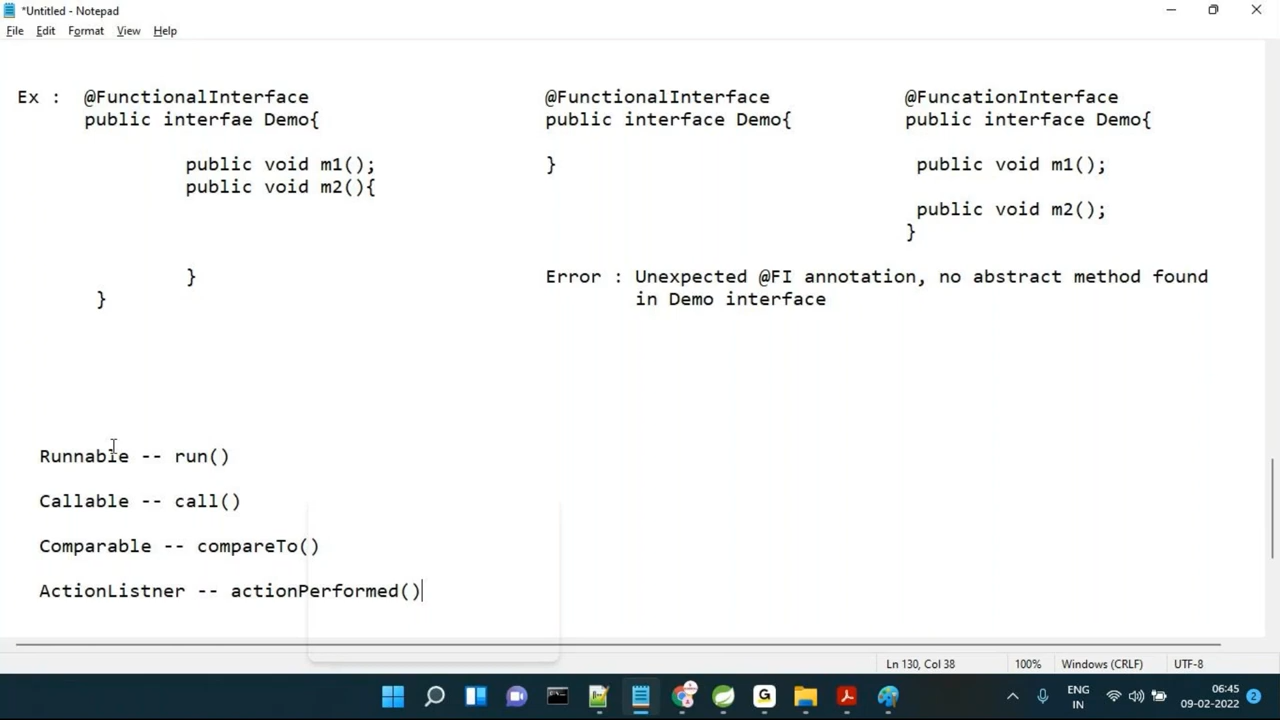 *Untitled - Notepad
File Edit Format View Help
Ex : @FunctionalInterface @FunctionalInterface @FuncationInterface
public interfae Demo{ public interface Demo{ public interface Demo{
public void m1(); } public void m1();
public void m2(){
public void m2();
}
} Error : Unexpected @FI annotation, no abstract method found
} in Demo interface
Runnable -- run()
Callable -- call()
Comparable -- compareTo()
ActionListner -- actionPerformed()
Ln 130, Col 38 100% Windows (CRLF) UTF-8
G ENG 06:45
IN 09-02-2022 2